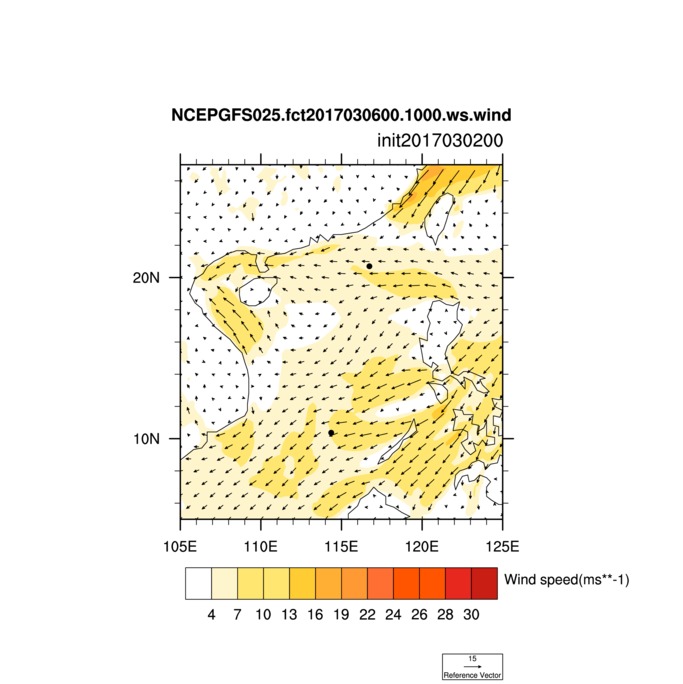 NCEPGFS025.fct2017030600.1000.ws.wind
init2017030200
20N
10N
105E 110E 115E 120E 125E
Wind speed(ms**-1)
4 7 10 13 16 19 22 24 26 28 30
15
Reference Vector